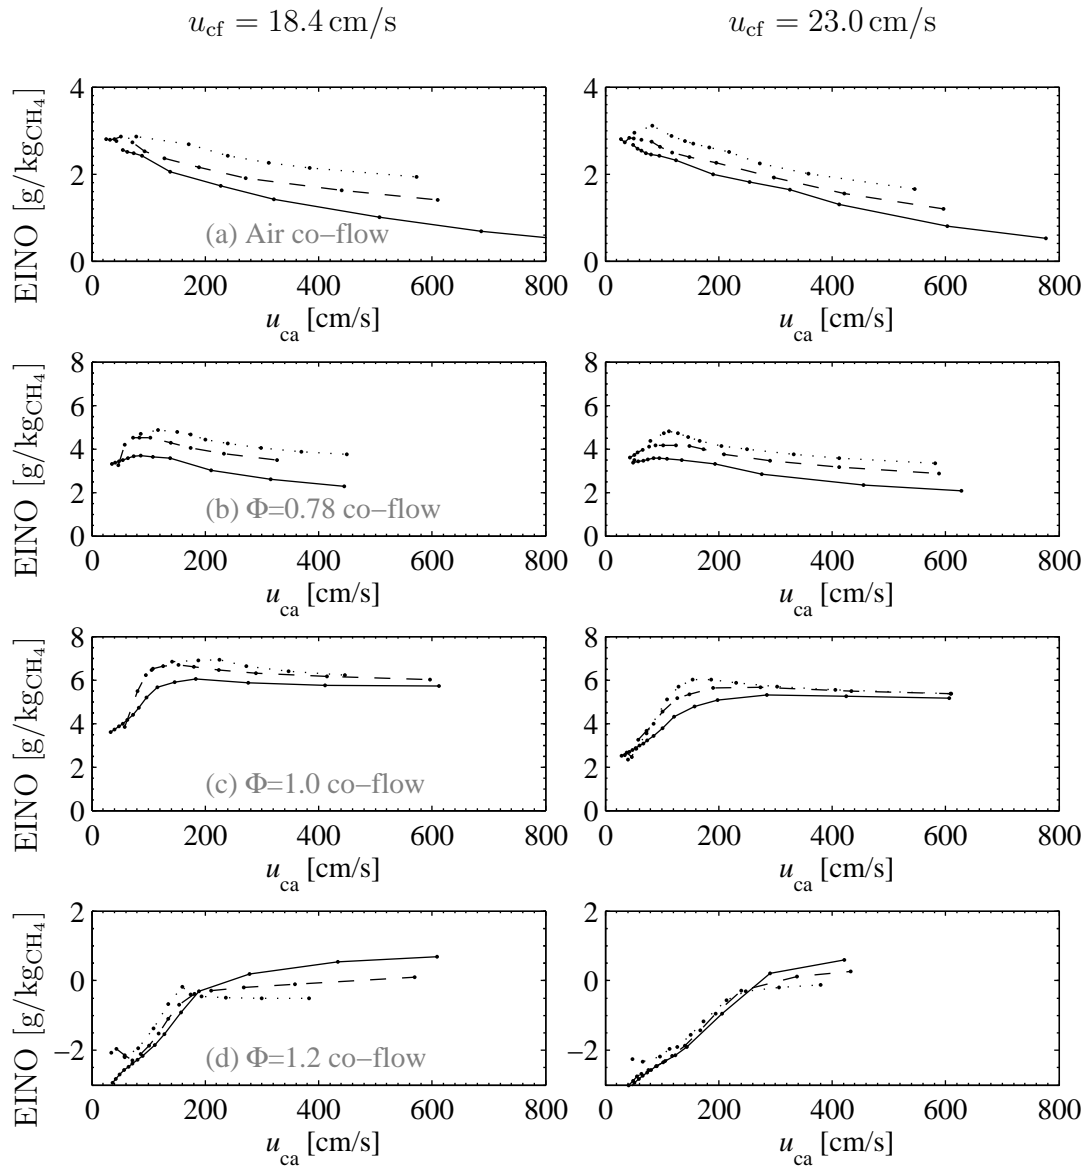 u_cf = 18.4 cm/s
u_cf = 23.0 cm/s
EINO [g/kg_CH4]
4
2
0
(a) Air co−flow
0 200 400 600 800
u_ca [cm/s]
4
2
0
0 200 400 600 800
u_ca [cm/s]
EINO [g/kg_CH4]
8
6
4
2
0
(b) Φ=0.78 co−flow
0 200 400 600 800
u_ca [cm/s]
8
6
4
2
0
0 200 400 600 800
u_ca [cm/s]
EINO [g/kg_CH4]
8
6
4
2
0
(c) Φ=1.0 co−flow
0 200 400 600 800
u_ca [cm/s]
8
6
4
2
0
0 200 400 600 800
u_ca [cm/s]
EINO [g/kg_CH4]
2
0
−2
(d) Φ=1.2 co−flow
0 200 400 600 800
u_ca [cm/s]
2
0
−2
0 200 400 600 800
u_ca [cm/s]